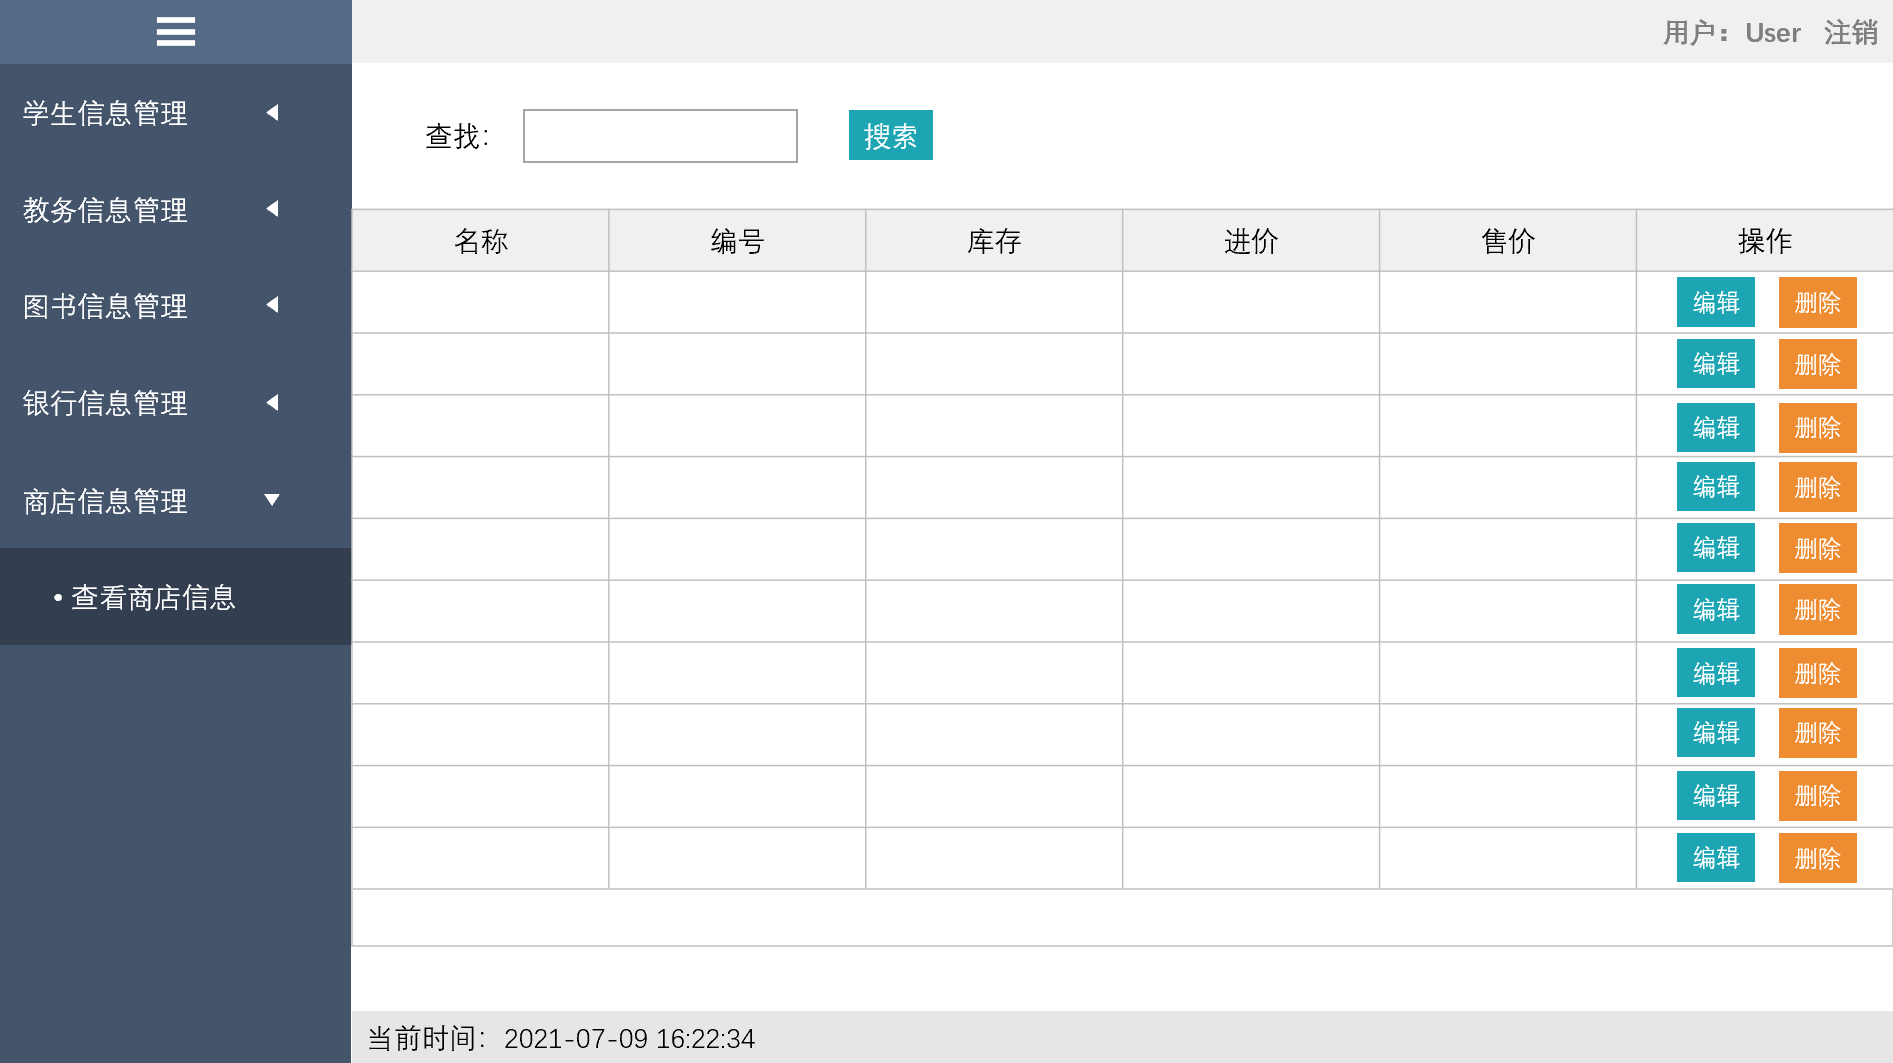 用户：User 注销
学生信息管理
教务信息管理
图书信息管理
银行信息管理
商店信息管理
• 查看商店信息
查找： 搜索
名称 编号 库存 进价 售价 操作
编辑 删除
编辑 删除
编辑 删除
编辑 删除
编辑 删除
编辑 删除
编辑 删除
编辑 删除
编辑 删除
编辑 删除
当前时间：2021-07-09 16:22:34